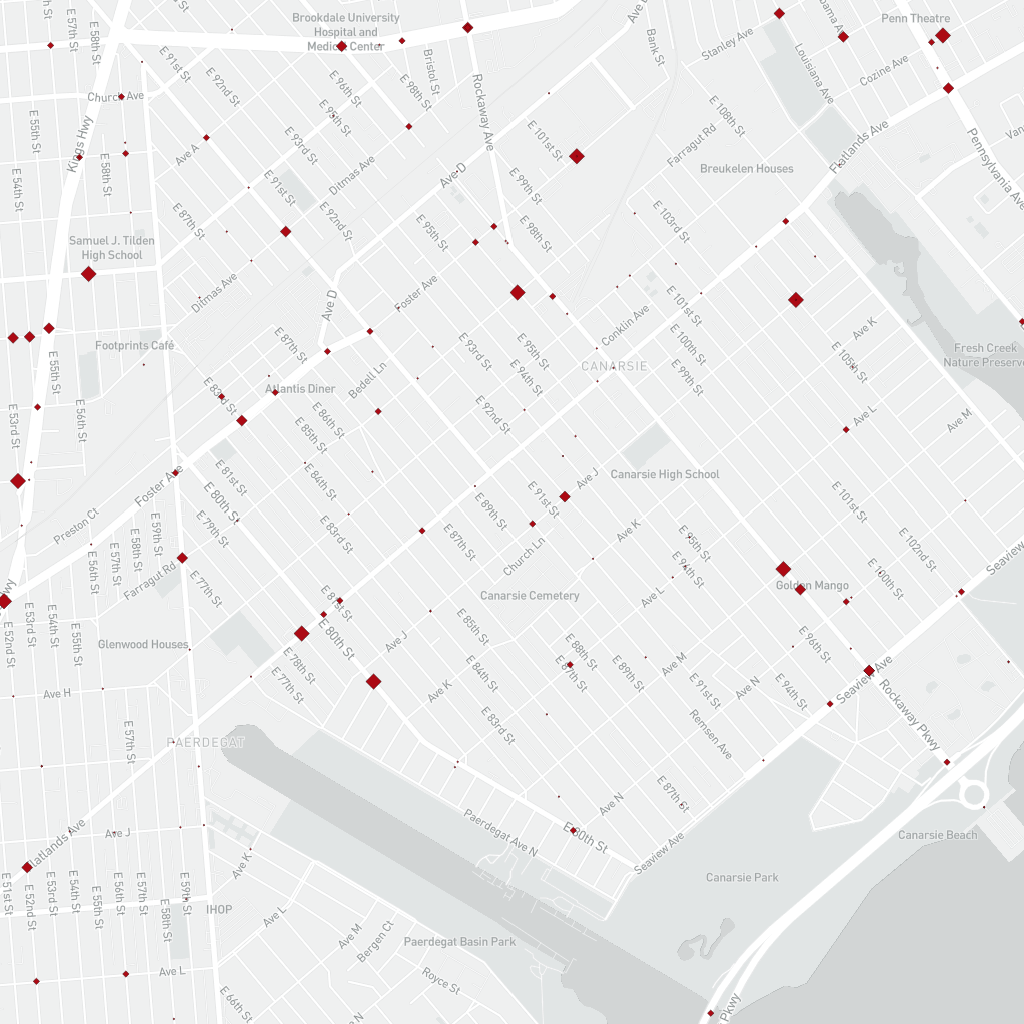 E 57th St
E 58th St
Brookdale University
Hospital and
Medical Center
Bank St
Stanley Ave
Penn Theatre
Cozine Ave
Louisiana Ave
E 91st St
E 92nd St
E 96th St
E 98th St
Bristol St
Rockaway Ave
Church Ave
E 55th St
Kings Hwy
E 95th St
E 93rd St
E 101st St
E 108th St
Farragut Rd
Flatlands Ave
Pennsylvania Ave
Breukelen Houses
E 54th St
E 58th St
Ave A
Ditmas Ave
Ave D
E 91st St
E 99th St
E 87th St
E 92nd St
E 95th St
E 98th St
E 103rd St
Samuel J. Tilden
High School
Ditmas Ave
Ave D
Foster Ave
E 101st St
Conklin Ave
Ave K
Footprints Café
E 87th St
E 93rd St
E 95th St
E 100th St
E 105th St
Fresh Creek
Nature Preserve
E 55th St
Bedell Ln
E 94th St
CANARSIE
E 99th St
Atlantis Diner
E 83rd St
E 56th St
E 53rd St
E 86th St
E 85th St
E 92nd St
Ave L
Ave M
Foster Ave
E 81st St
E 84th St
Ave J
Canarsie High School
E 80th St
E 89th St
E 91st St
E 101st St
Preston Ct
E 59th St
E 79th St
E 83rd St
E 87th St
Ave K
E 95th St
E 102nd St
E 58th St
E 57th St
E 56th St
Farragut Rd
Church Ln
E 94th St
E 100th St
Seaview
E 77th St
E 81st St
Canarsie Cemetery
Ave L
Golden Mango
E 52nd St
E 53rd St
E 54th St
E 55th St
Glenwood Houses
E 80th St
Ave J
E 85th St
E 88th St
E 87th St
E 96th St
E 78th St
E 77th St
E 84th St
E 89th St
Ave M
Seaview Ave
Ave H
Ave K
E 91st St
Ave N
E 94th St
Rockaway Pkwy
E 57th St
PAERDEGAT
E 83rd St
Remsen Ave
E 87th St
Ave N
Flatlands Ave
Ave J
Paerdegat Ave N
E 80th St
Seaview Ave
Canarsie Beach
Ave K
Canarsie Park
E 51st St
E 52nd St
E 53rd St
E 54th St
E 55th St
E 56th St
E 57th St
E 58th St
E 59th St
IHOP
Ave L
Ave M
Bergen Ct
Paerdegat Basin Park
Ave L
Royce St
E 66th St
Pkwy